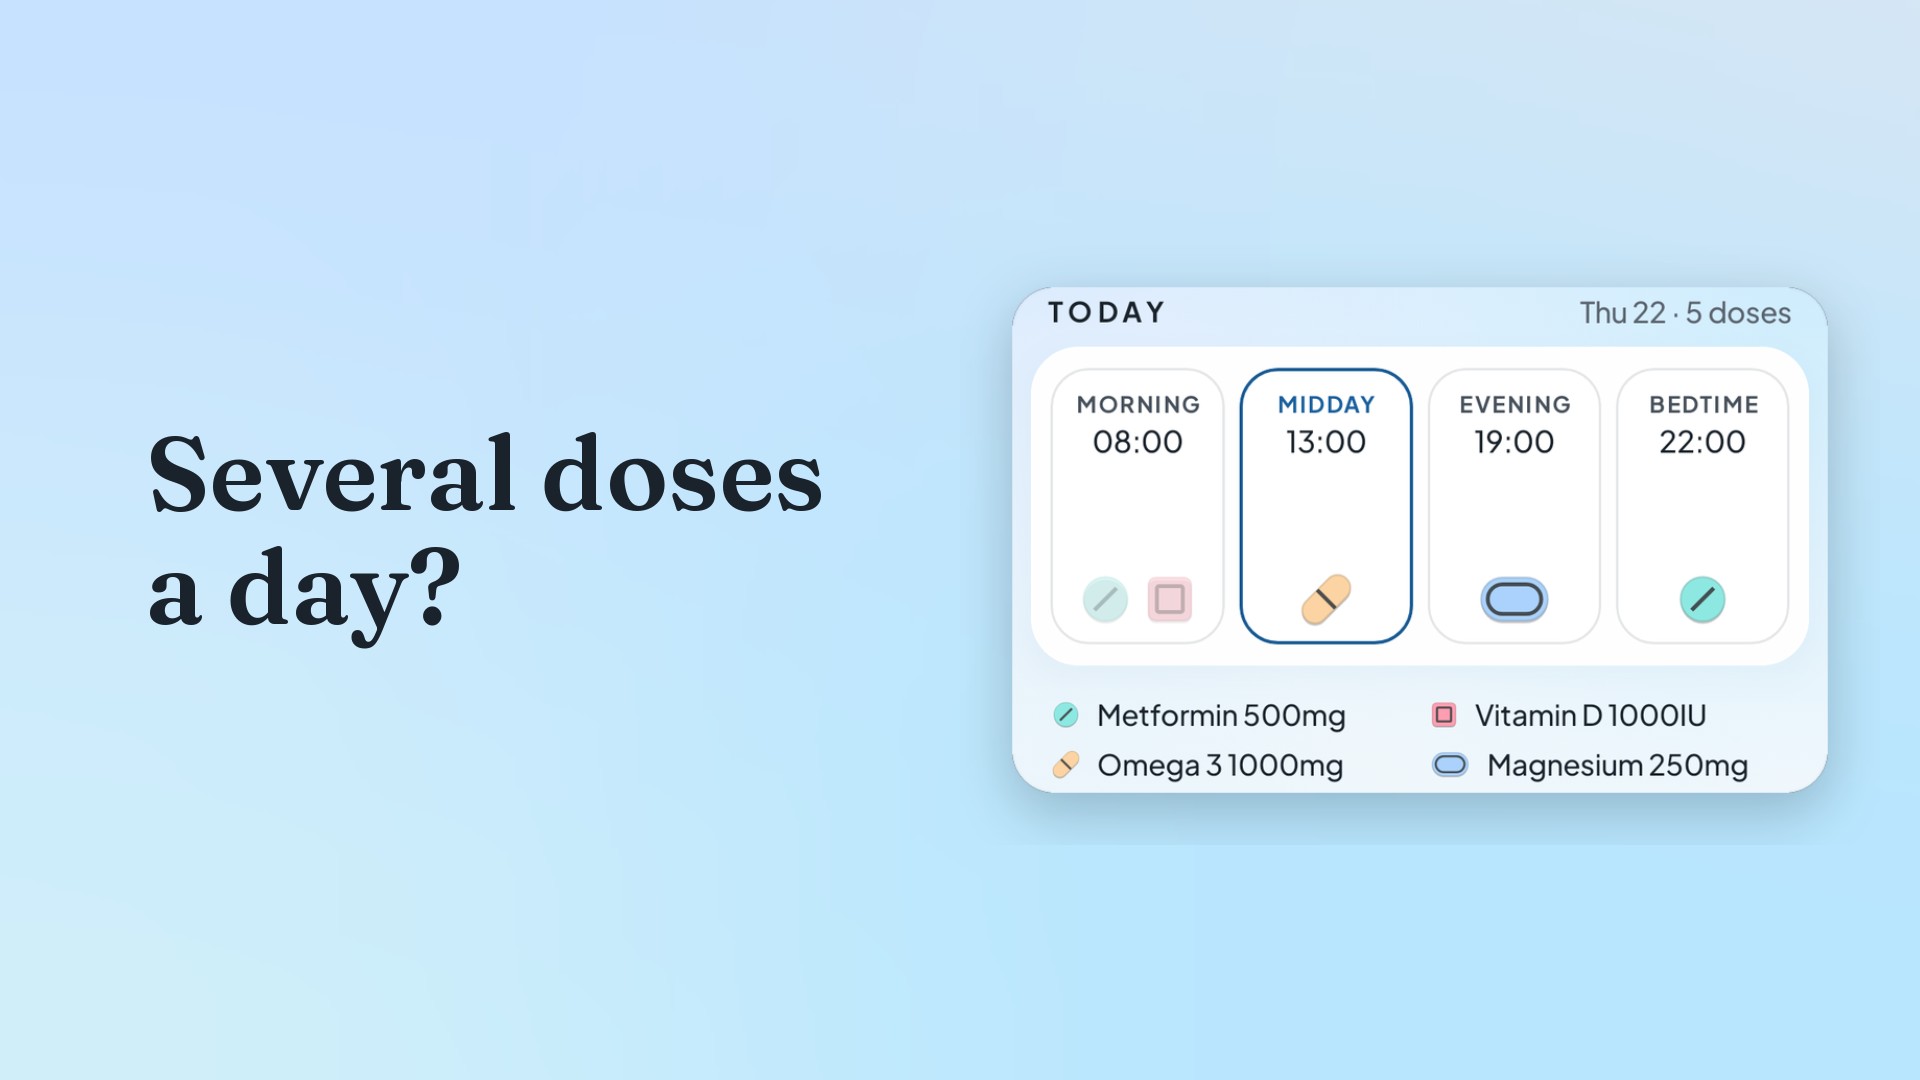 Several doses
a day?
TODAY
Thu 22 · 5 doses
MORNING
08:00
MIDDAY
13:00
EVENING
19:00
BEDTIME
22:00
Metformin 500mg
Vitamin D 1000IU
Omega 3 1000mg
Magnesium 250mg